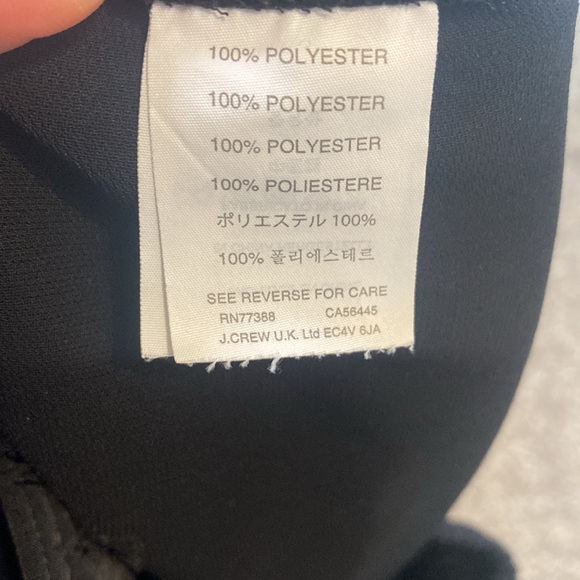 100% POLYESTER
100% POLYESTER
100% POLYESTER
100% POLIESTERE
ポリエステル 100%
100% 폴리에스테르
SEE REVERSE FOR CARE
RN77388 CA56445
J.CREW U.K. Ltd EC4V 6JA